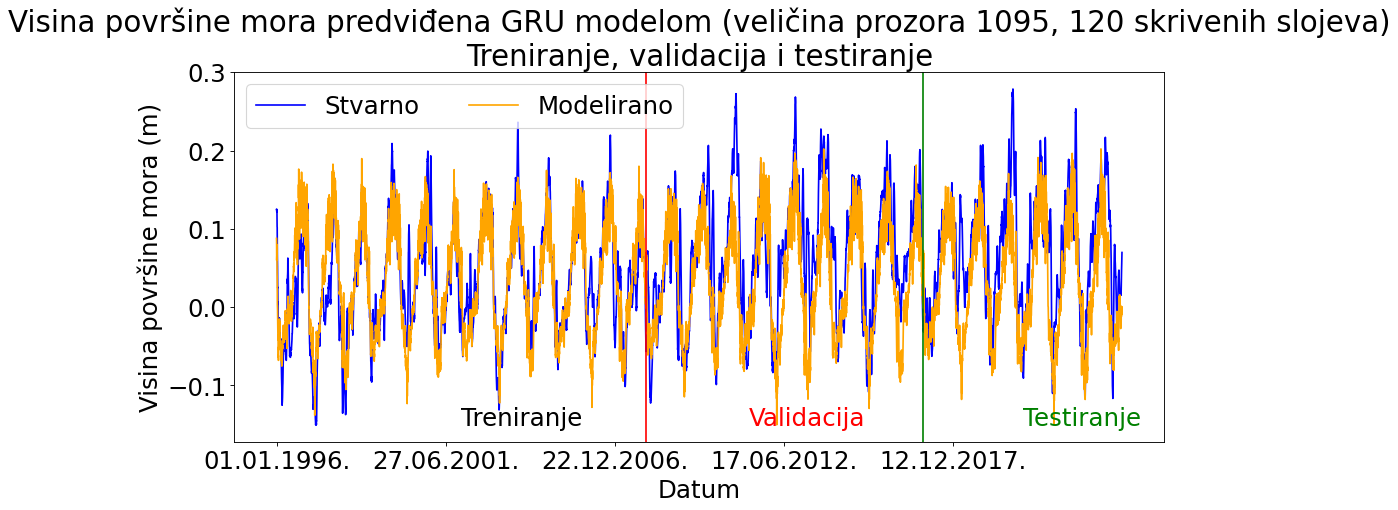 Visina površine mora predviđena GRU modelom (veličina prozora 1095, 120 skrivenih slojeva)
Treniranje, validacija i testiranje
Stvarno
Modelirano
Visina površine mora (m)
0.3
0.2
0.1
0.0
−0.1
Treniranje
Validacija
Testiranje
01.01.1996.
27.06.2001.
22.12.2006.
17.06.2012.
12.12.2017.
Datum